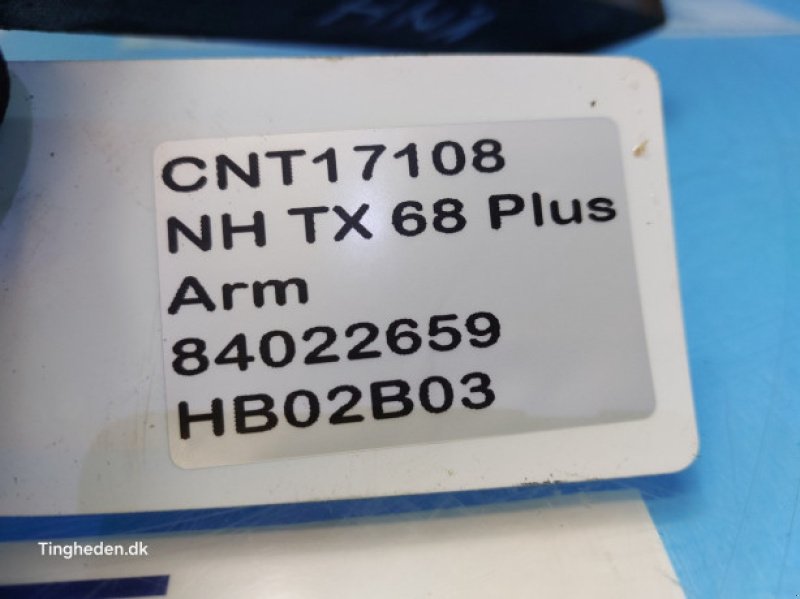 CNT17108
NH TX 68 Plus
Arm
84022659
HB02B03
Tingheden.dk